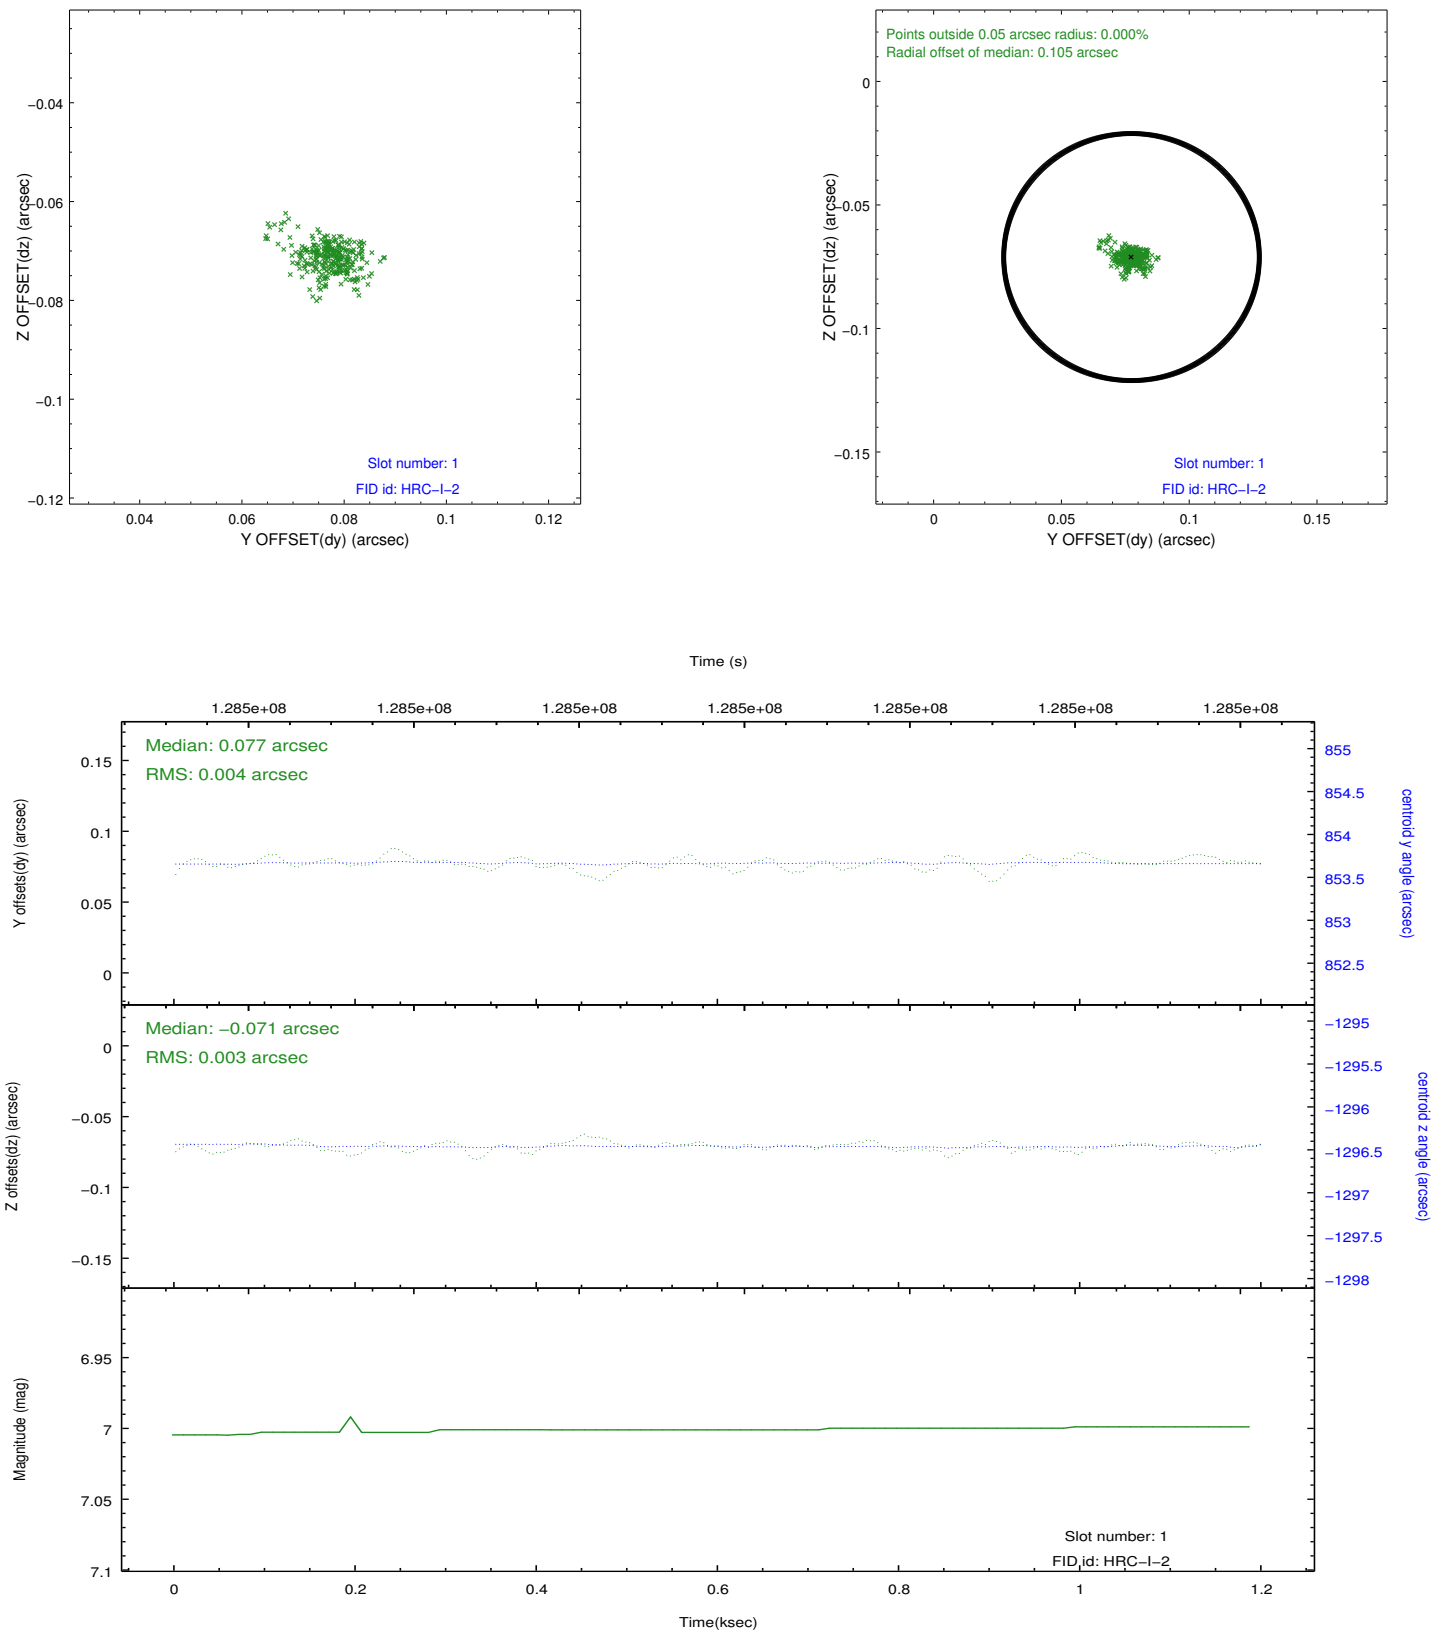 −0.04
−0.06
−0.08
−0.1
−0.12
Z OFFSET(dz) (arcsec)
Slot number: 1
FID id: HRC−I−2
0.04
0.06
0.08
0.1
0.12
Y OFFSET(dy) (arcsec)
Points outside 0.05 arcsec radius: 0.000%
Radial offset of median: 0.105 arcsec
0
−0.05
−0.1
−0.15
Z OFFSET(dz) (arcsec)
Slot number: 1
FID id: HRC−I−2
0
0.05
0.1
0.15
Y OFFSET(dy) (arcsec)
Time (s)
1.285e+08
1.285e+08
1.285e+08
1.285e+08
1.285e+08
1.285e+08
1.285e+08
Median: 0.077 arcsec
RMS: 0.004 arcsec
0.15
0.1
0.05
0
Y offsets(dy) (arcsec)
855
854.5
854
853.5
853
852.5
centroid y angle (arcsec)
Median: −0.071 arcsec
RMS: 0.003 arcsec
0
−0.05
−0.1
−0.15
Z offsets(dz) (arcsec)
−1295
−1295.5
−1296
−1296.5
−1297
−1297.5
−1298
centroid z angle (arcsec)
6.95
7
7.05
7.1
Magnitude (mag)
Slot number: 1
FID id: HRC−I−2
0
0.2
0.4
0.6
0.8
1
1.2
Time(ksec)